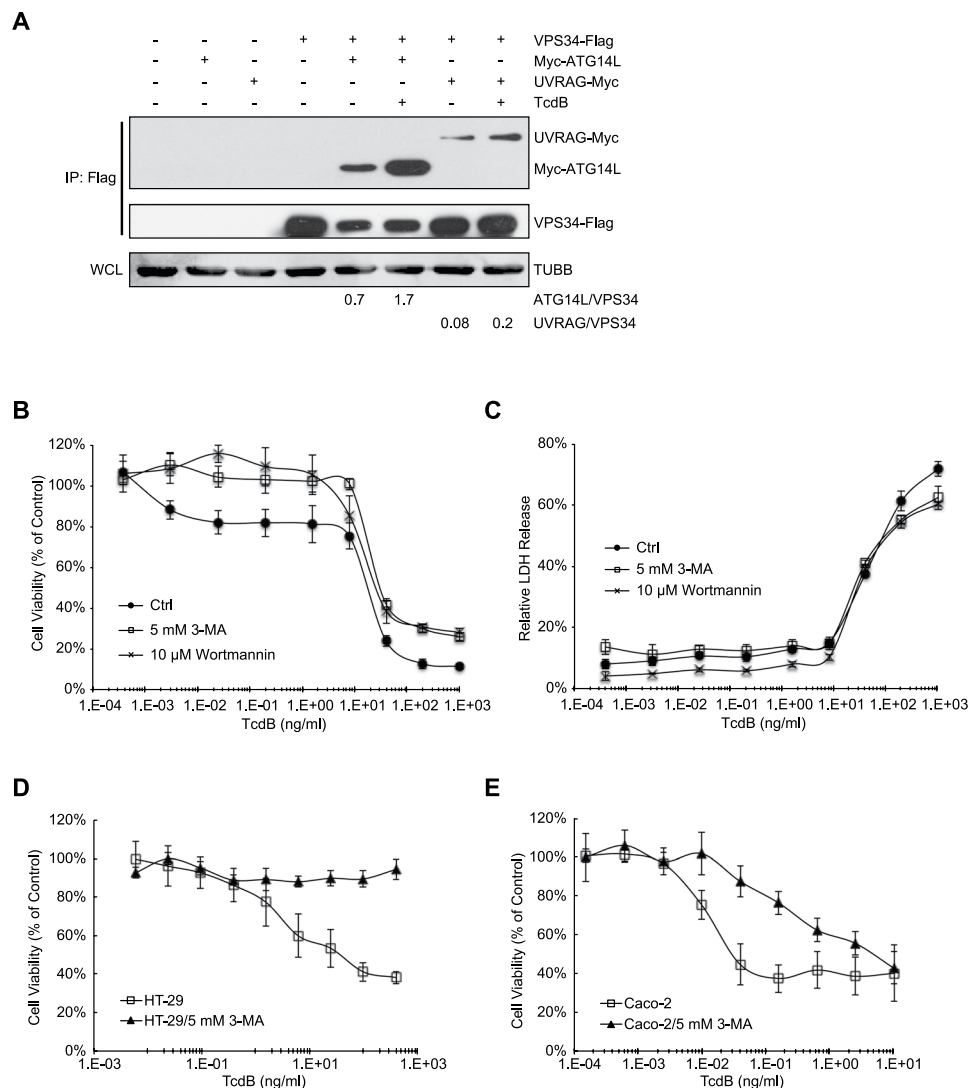 A
- - - + + + + + VPS34-Flag
- + - - + + - - Myc-ATG14L
- - + - - - + + UVRAG-Myc
- - - - - + - + TcdB
UVRAG-Myc
Myc-ATG14L
IP: Flag
VPS34-Flag
WCL TUBB
0.7 1.7 ATG14L/VPS34
0.08 0.2 UVRAG/VPS34
B
Cell Viability (% of Control)
120%
100%
80%
60%
40%
20%
0%
Ctrl
5 mM 3-MA
10 µM Wortmannin
1.E-04 1.E-03 1.E-02 1.E-01 1.E+00 1.E+01 1.E+02 1.E+03
TcdB (ng/ml)
C
Relative LDH Release
80%
60%
40%
20%
0%
Ctrl
5 mM 3-MA
10 µM Wortmannin
1.E-04 1.E-03 1.E-02 1.E-01 1.E+00 1.E+01 1.E+02 1.E+03
TcdB (ng/ml)
D
Cell Viability (% of Control)
120%
100%
80%
60%
40%
20%
0%
HT-29
HT-29/5 mM 3-MA
1.E-03 1.E-01 1.E+01 1.E+03
TcdB (ng/ml)
E
Cell Viability (% of Control)
120%
100%
80%
60%
40%
20%
0%
Caco-2
Caco-2/5 mM 3-MA
1.E-04 1.E-03 1.E-02 1.E-01 1.E+00 1.E+01
TcdB (ng/ml)